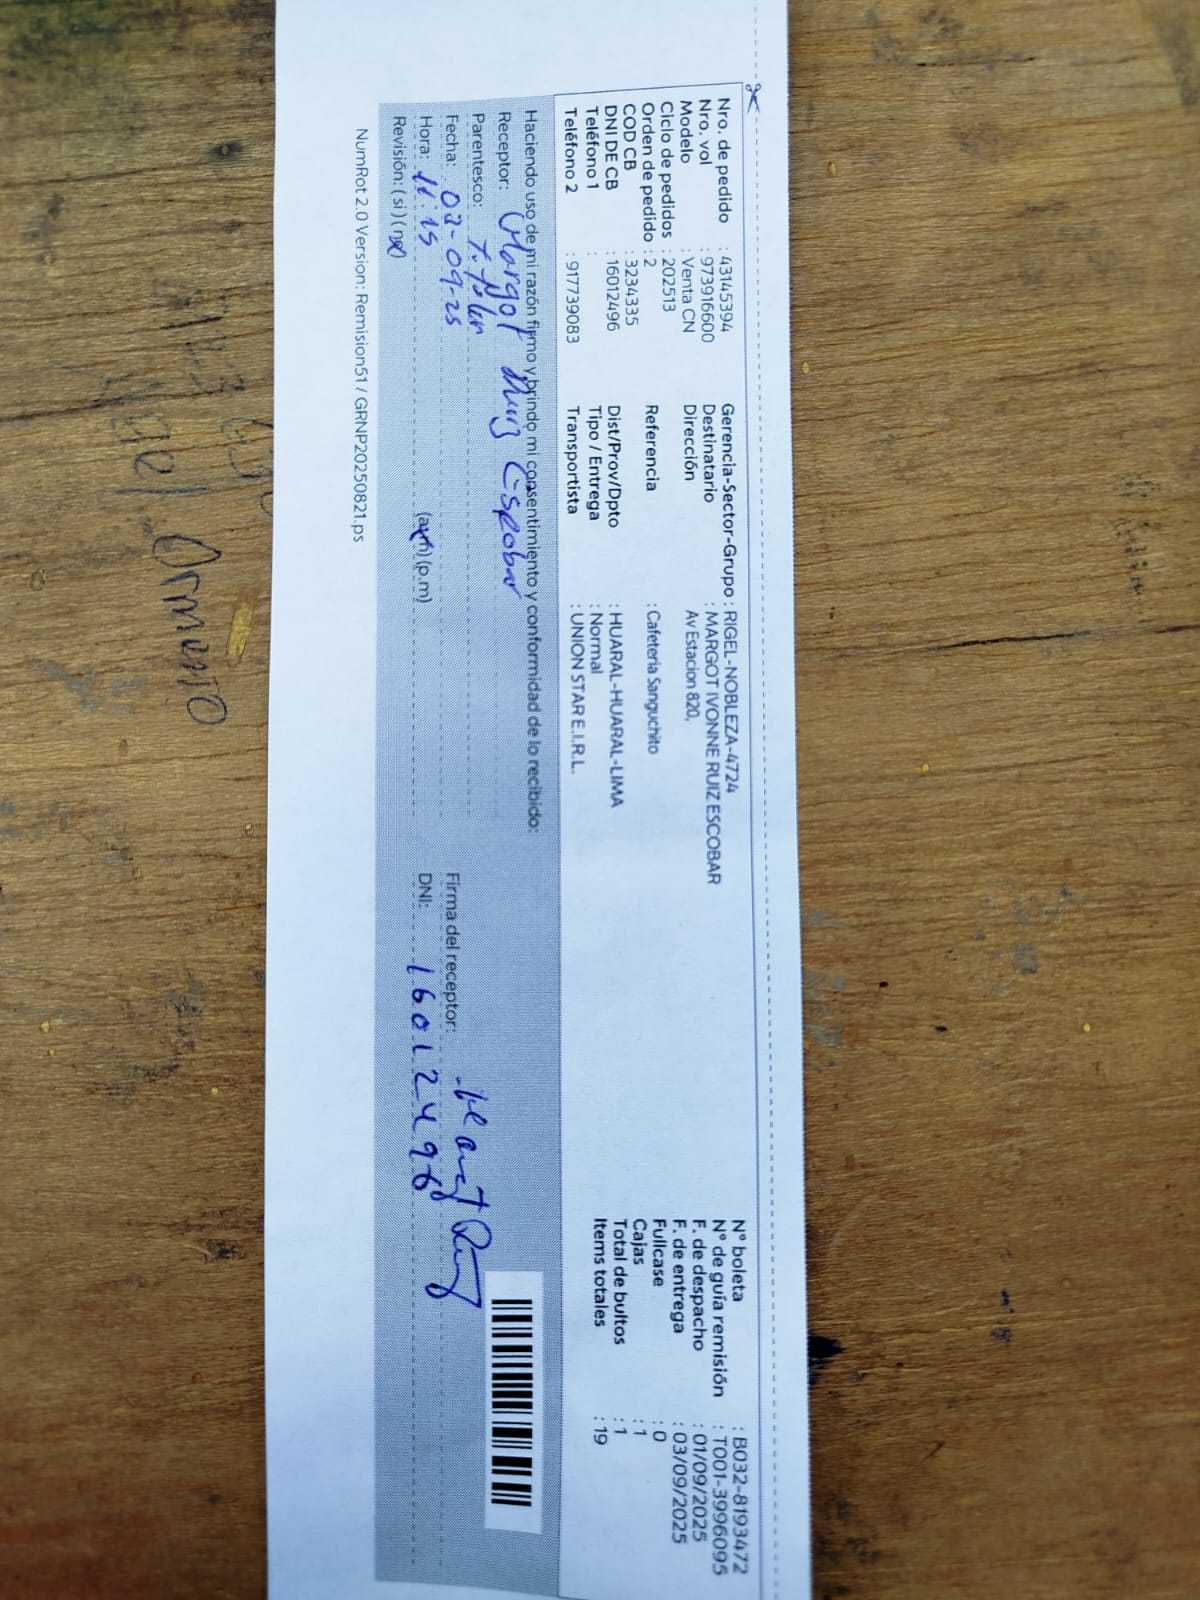 Nro. de pedido : 43145394
Nro. vol : 973916600
Modelo : Venta CN
Ciclo de pedidos : 202513
Orden de pedido : 2
COD CB : 3234335
DNI DE CB : 16012496
Teléfono 1 :
Teléfono 2 : 917739083
Gerencia-Sector-Grupo : RIGEL-NOBLEZA-4724
Destinatario : MARGOT IVONNE RUIZ ESCOBAR
Dirección Av Estacion 820,
Referencia : Cafeteria Sanguchito
Dist/Prov/Dpto : HUARAL-HUARAL-LIMA
Tipo / Entrega : Normal
Transportista : UNION STAR E.I.R.L.
N° boleta : B032-8193472
N° de guía remisión : T001-3996095
F. de despacho : 01/09/2025
F. de entrega : 03/09/2025
Fullcase : 0
Cajas : 1
Total de bultos : 1
Items totales : 19
Haciendo uso de mi razón firmo y brindo mi consentimiento y conformidad de lo recibido:
Receptor: Margot Ruiz Escobar
Parentesco:
Fecha: 03-09-25
Hora: 11:15 (a.m) (p.m)
Revisión: ( si ) ( no )
Firma del receptor: Margot Ruiz
DNI: 16012496
NumRot 2.0 Version: Remision51 / GRNP20250821.ps